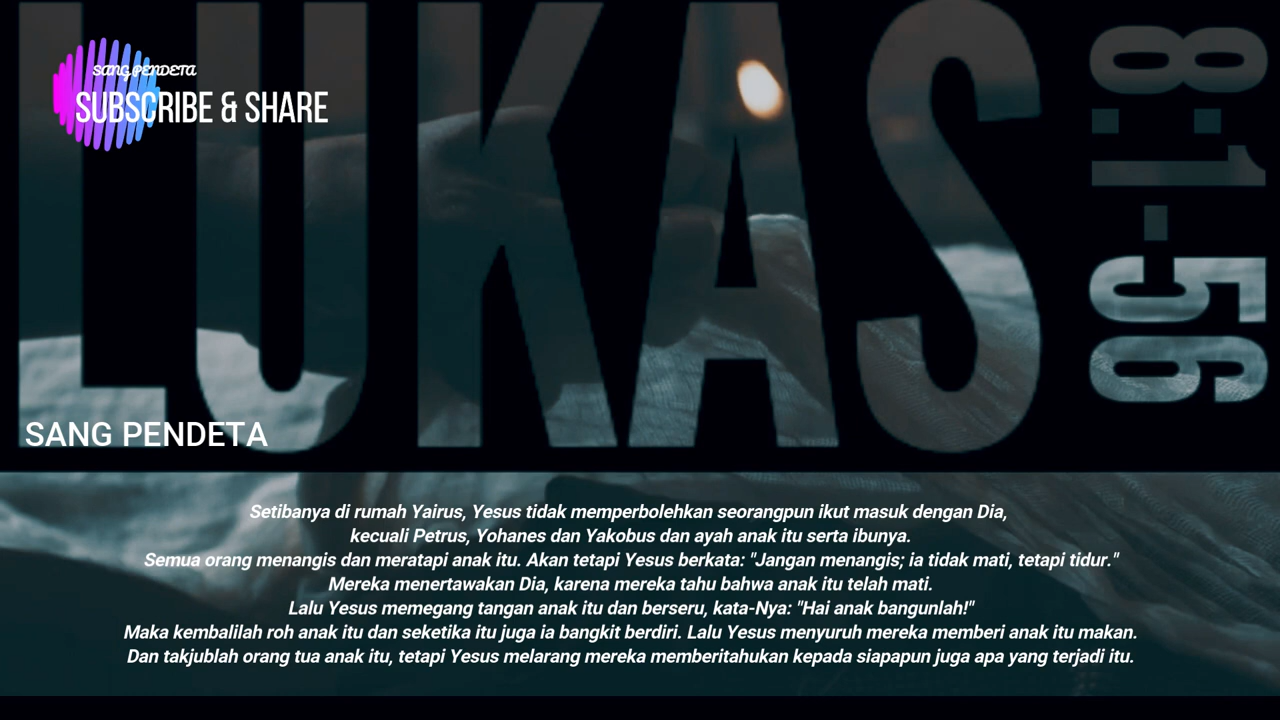 LUKAS
8:1-56
SANG PENDETA
SUBSCRIBE & SHARE
SANG PENDETA
Setibanya di rumah Yairus, Yesus tidak memperbolehkan seorangpun ikut masuk dengan Dia,
kecuali Petrus, Yohanes dan Yakobus dan ayah anak itu serta ibunya.
Semua orang menangis dan meratapi anak itu. Akan tetapi Yesus berkata: "Jangan menangis; ia tidak mati, tetapi tidur."
Mereka menertawakan Dia, karena mereka tahu bahwa anak itu telah mati.
Lalu Yesus memegang tangan anak itu dan berseru, kata-Nya: "Hai anak bangunlah!"
Maka kembalilah roh anak itu dan seketika itu juga ia bangkit berdiri. Lalu Yesus menyuruh mereka memberi anak itu makan.
Dan takjublah orang tua anak itu, tetapi Yesus melarang mereka memberitahukan kepada siapapun juga apa yang terjadi itu.